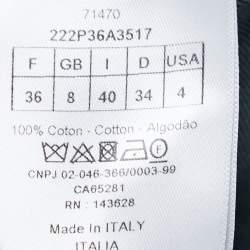 71470
222P36A3517
F GB I D USA
36 8 40 34 4
100% Coton - Cotton - Algodão
F
CNPJ 02-046-366/0003-99
CA65281
RN : 143628
Made in ITALY
ITALIA